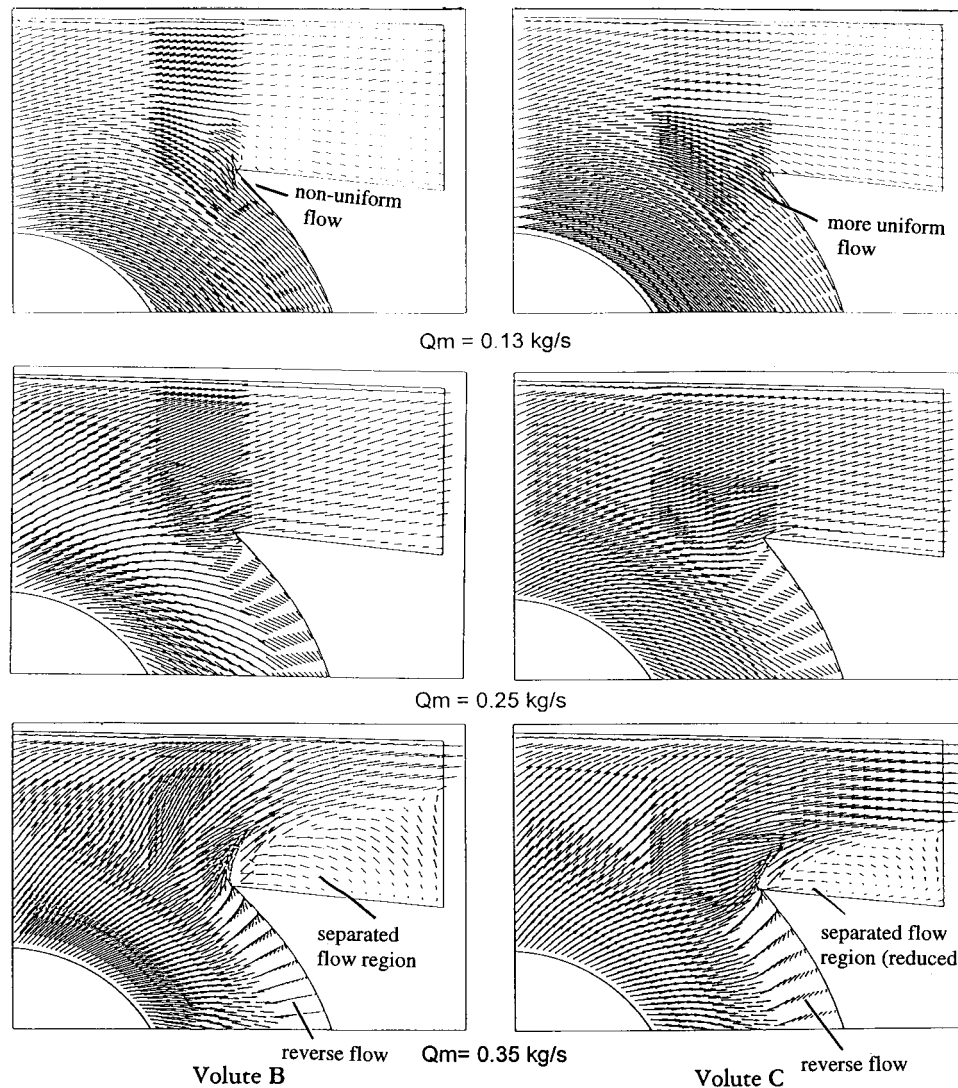 non-uniform
flow
more uniform
flow
Qm = 0.13 kg/s
Qm = 0.25 kg/s
separated
flow region
separated flow
region (reduced
reverse flow
Qm= 0.35 kg/s
reverse flow
Volute B
Volute C